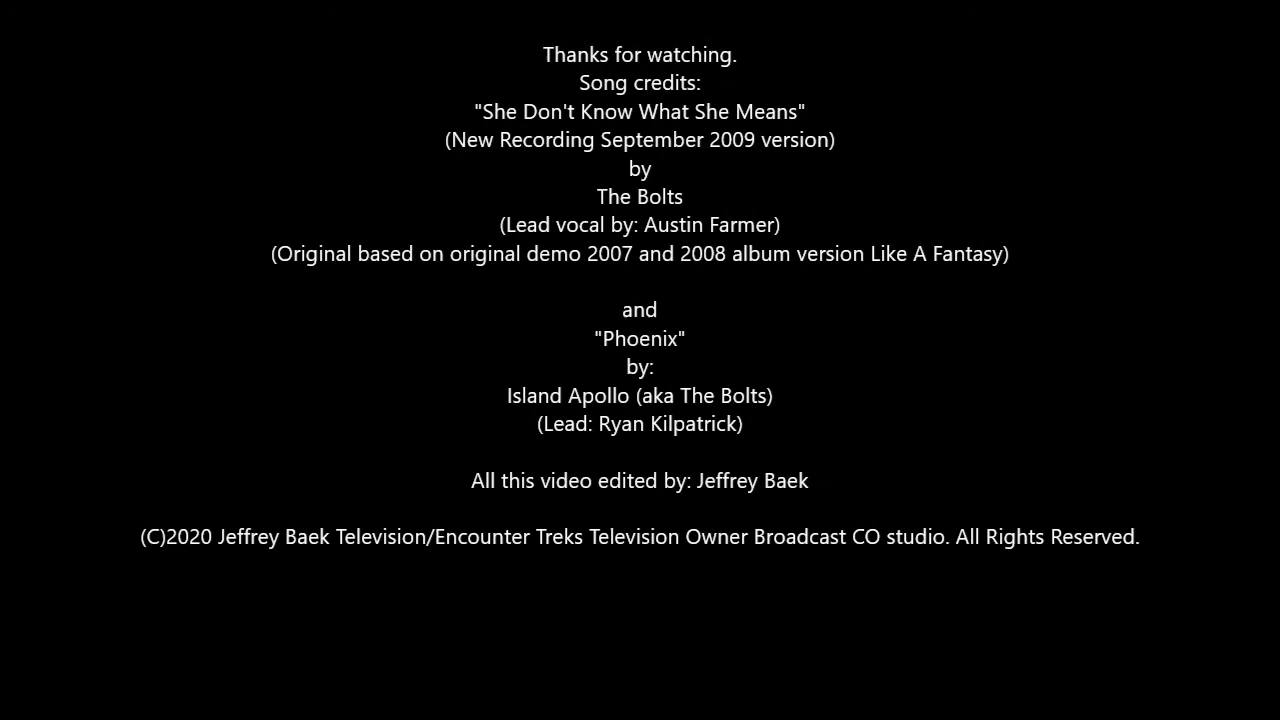 Thanks for watching.
Song credits:
"She Don't Know What She Means"
(New Recording September 2009 version)
by
The Bolts
(Lead vocal by: Austin Farmer)
(Original based on original demo 2007 and 2008 album version Like A Fantasy)
and
"Phoenix"
by:
Island Apollo (aka The Bolts)
(Lead: Ryan Kilpatrick)
All this video edited by: Jeffrey Baek
(C)2020 Jeffrey Baek Television/Encounter Treks Television Owner Broadcast CO studio. All Rights Reserved.